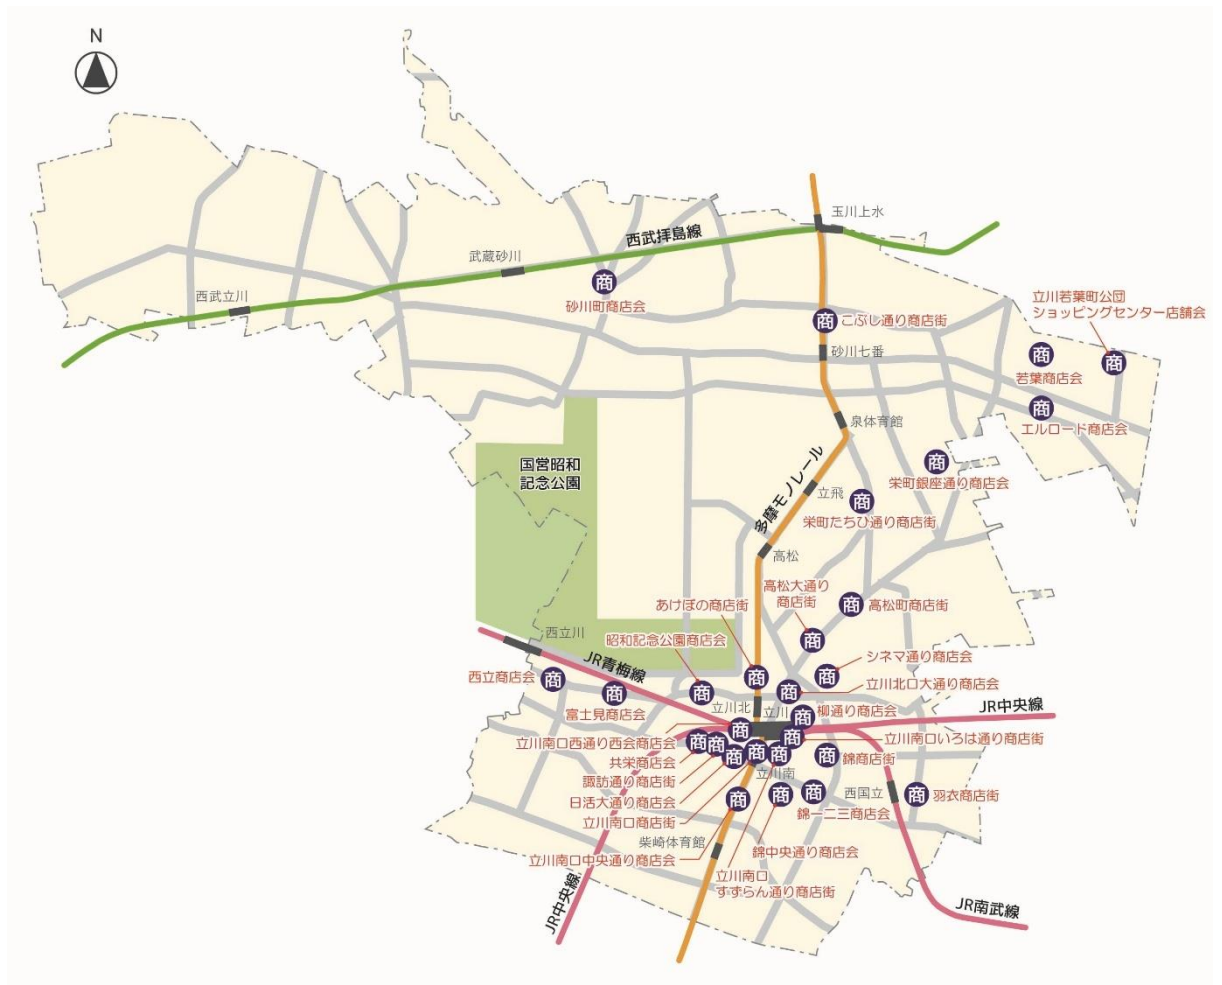 N
玉川上水
西武拝島線
武蔵砂川
商
砂川町商店会
西武立川
立川若葉町公団
ショッピングセンター店舗会
商
こぶし通り商店街
砂川七番
商
若葉商店会
商
商
エルロード商店会
泉体育館
国営昭和
記念公園
多摩モノレール
立飛
商
栄町銀座通り商店会
商
栄町たちひ通り商店街
高松
高松大通り
商店街
商
高松町商店街
あけぼの商店街
商
昭和記念公園商店会
西立川
JR青梅線
シネマ通り商店会
西立商店会
商
商
富士見商店会
商
商
商
商
立川北口大通り商店会
立川北
立川
商
柳通り商店会
JR中央線
立川南口西通り西会商店会
商
商
立川南口いろは通り商店街
共栄商店会
商
商
諏訪通り商店街
商
商
商
商
錦商店街
立川南
日活大通り商店会
立川南口商店街
商
商
商
錦一二三商店会
西国立
商
羽衣商店街
柴崎体育館
立川南口中央通り商店会
錦中央通り商店会
立川南口
すずらん通り商店街
JR中央線
JR南武線